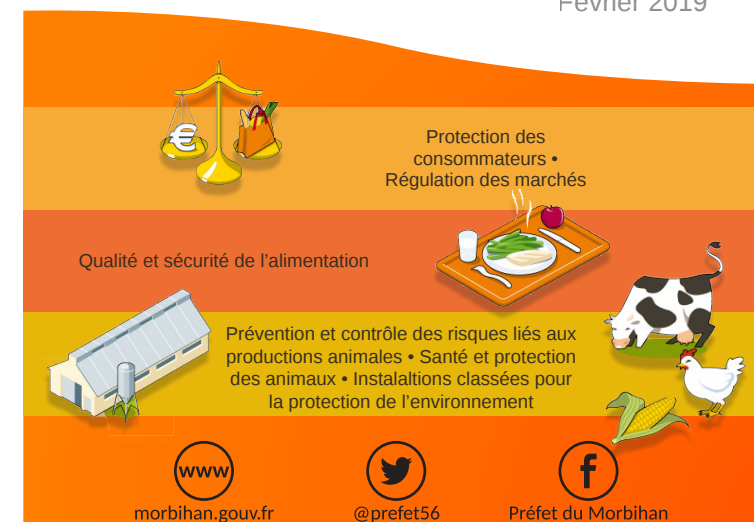 Février 2019
€
Protection des
consommateurs •
Régulation des marchés
Qualité et sécurité de l'alimentation
Prévention et contrôle des risques liés aux
productions animales • Santé et protection
des animaux • Instalaltions classées pour
la protection de l'environnement
www
morbihan.gouv.fr
@prefet56
Préfet du Morbihan